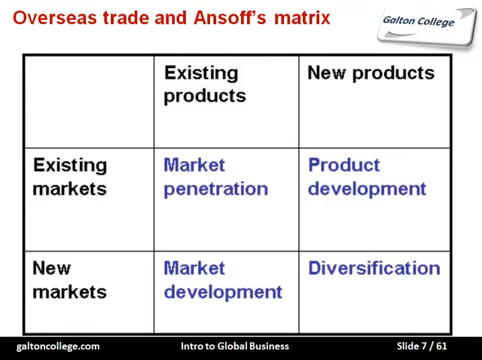 Overseas trade and Ansoff's matrix
Galton College
Existing products
New products
Existing markets
Market penetration
Product development
New markets
Market development
Diversification
galtoncollege.com
Intro to Global Business
Slide 7 / 61